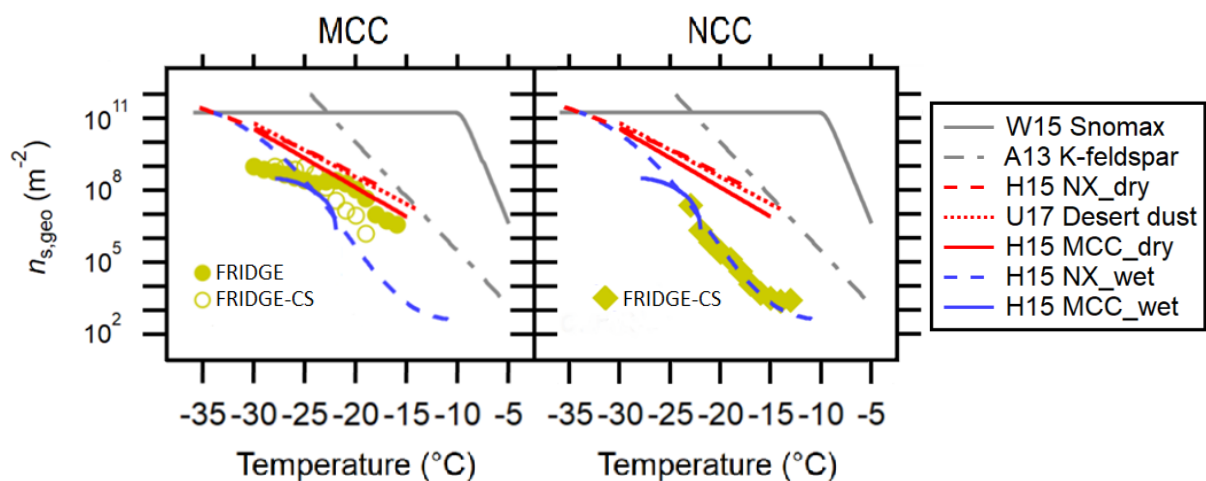 MCC
NCC
n_s,geo (m⁻²)
10¹¹
10⁸
10⁵
10²
FRIDGE
FRIDGE-CS
FRIDGE-CS
-35 -30 -25 -20 -15 -10 -5
-35 -30 -25 -20 -15 -10 -5
Temperature (°C)
Temperature (°C)
W15 Snomax
A13 K-feldspar
H15 NX_dry
U17 Desert dust
H15 MCC_dry
H15 NX_wet
H15 MCC_wet